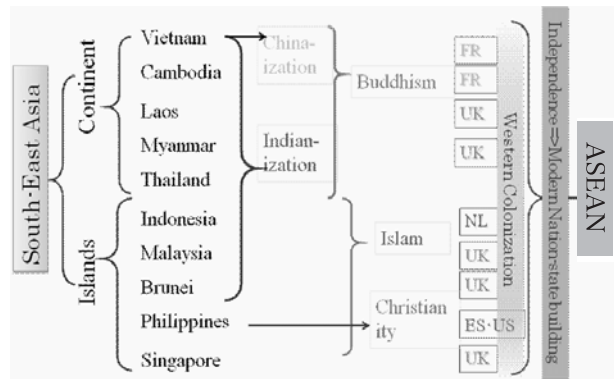 South-East Asia
Continent
Islands
Vietnam
Cambodia
Laos
Myanmar
Thailand
Indonesia
Malaysia
Brunei
Philippines
Singapore
China-
ization
Indian-
ization
Buddhism
Islam
Christian
ity
FR
FR
UK
UK
NL
UK
UK
ES·US
UK
Western Colonization
Independence=>Modern Nation-state building
ASEAN